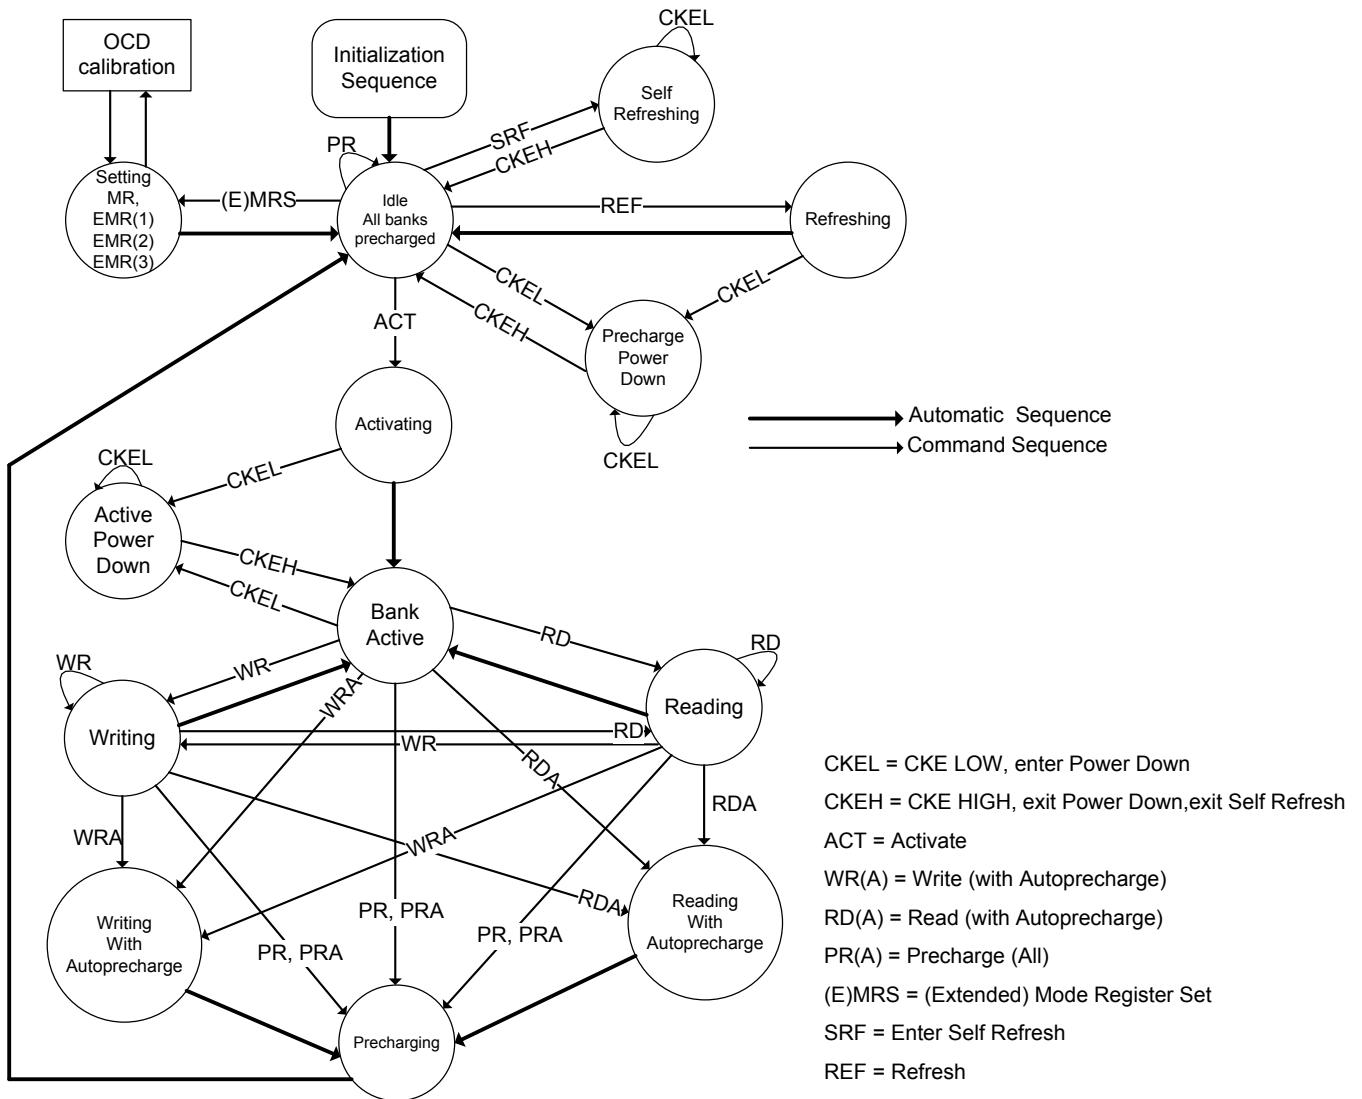 OCD
calibration
Initialization
Sequence
CKEL
Self
Refreshing
SRF
CKEH
PR
Setting
MR,
EMR(1)
EMR(2)
EMR(3)
(E)MRS
Idle
All banks
precharged
REF
Refreshing
CKEL
CKEH
CKEL
ACT
Precharge
Power
Down
CKEL
Activating
Automatic Sequence
Command Sequence
CKEL
CKEL
Active
Power
Down
CKEH
CKEL
Bank
Active
RD
RD
WR
WR
WRA
Reading
Writing
RD
WR
RDA
RDA
WRA
WRA
RDA
PR, PRA
PR, PRA
PR, PRA
Writing
With
Autoprecharge
Reading
With
Autoprecharge
Precharging
CKEL = CKE LOW, enter Power Down
CKEH = CKE HIGH, exit Power Down,exit Self Refresh
ACT = Activate
WR(A) = Write (with Autoprecharge)
RD(A) = Read (with Autoprecharge)
PR(A) = Precharge (All)
(E)MRS = (Extended) Mode Register Set
SRF = Enter Self Refresh
REF = Refresh